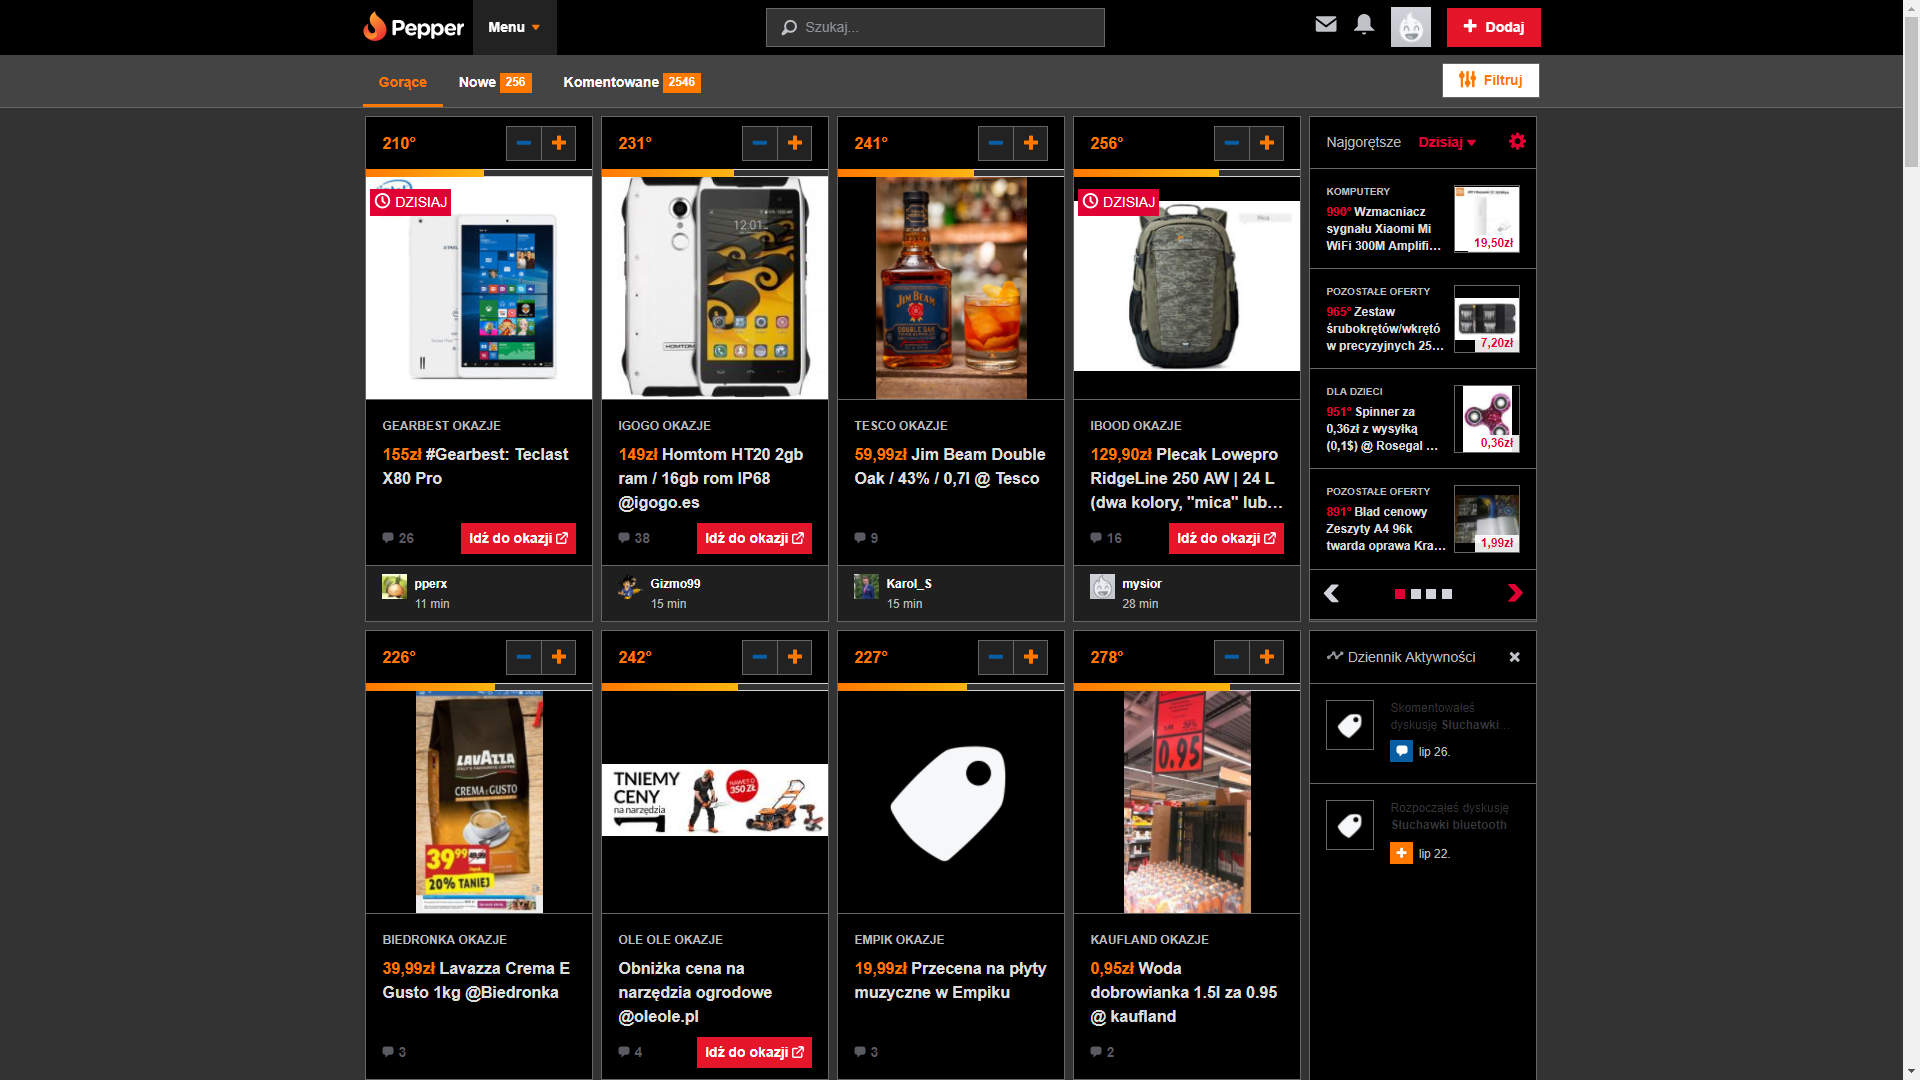 Pepper
Menu
Szukaj...
Dodaj
Gorące
Nowe 256
Komentowane 2546
Filtruj
210°
DZISIAJ
GEARBEST OKAZJE
155zł #Gearbest: Teclast
X80 Pro
26
Idź do okazji
pperx
11 min
231°
12:01
HOMTOM
IGOGO OKAZJE
149zł Homtom HT20 2gb
ram / 16gb rom IP68
@igogo.es
38
Idź do okazji
Gizmo99
15 min
241°
JIM BEAM
DOUBLE OAK
TESCO OKAZJE
59,99zł Jim Beam Double
Oak / 43% / 0,7l @ Tesco
9
Karol_S
15 min
256°
DZISIAJ
Mica
IBOOD OKAZJE
129,90zł Plecak Lowepro
RidgeLine 250 AW | 24 L
(dwa kolory, "mica" lub...
16
Idź do okazji
mysior
28 min
Najgorętsze
Dzisiaj
KOMPUTERY
990° Wzmacniacz
sygnału Xiaomi Mi
WiFi 300M Amplifi...
19,50zł
POZOSTAŁE OFERTY
965° Zestaw
śrubokrętów/wkrętó
w precyzyjnych 25...
7,20zł
DLA DZIECI
951° Spinner za
0,36zł z wysyłką
(0,1$) @ Rosegal ...
0,36zł
POZOSTAŁE OFERTY
891° Blad cenowy
Zeszyty A4 96k
twarda oprawa Kra...
1,99zł
226°
LAVAZZA
CREMA E GUSTO
39 99
20% TANIEJ
BIEDRONKA OKAZJE
39,99zł Lavazza Crema E
Gusto 1kg @Biedronka
3
242°
TNIEMY
CENY
na narzędzia
NAWET O
350 ZŁ
OLE OLE OKAZJE
Obniżka cena na
narzędzia ogrodowe
@oleole.pl
4
Idź do okazji
227°
EMPIK OKAZJE
19,99zł Przecena na płyty
muzyczne w Empiku
3
278°
0.95
KAUFLAND OKAZJE
0,95zł Woda
dobrowianka 1.5l za 0.95
@ kaufland
2
Dziennik Aktywności
Skomentowałeś
dyskusję Słuchawki...
lip 26.
Rozpocząłeś dyskusję
Słuchawki bluetooth
lip 22.